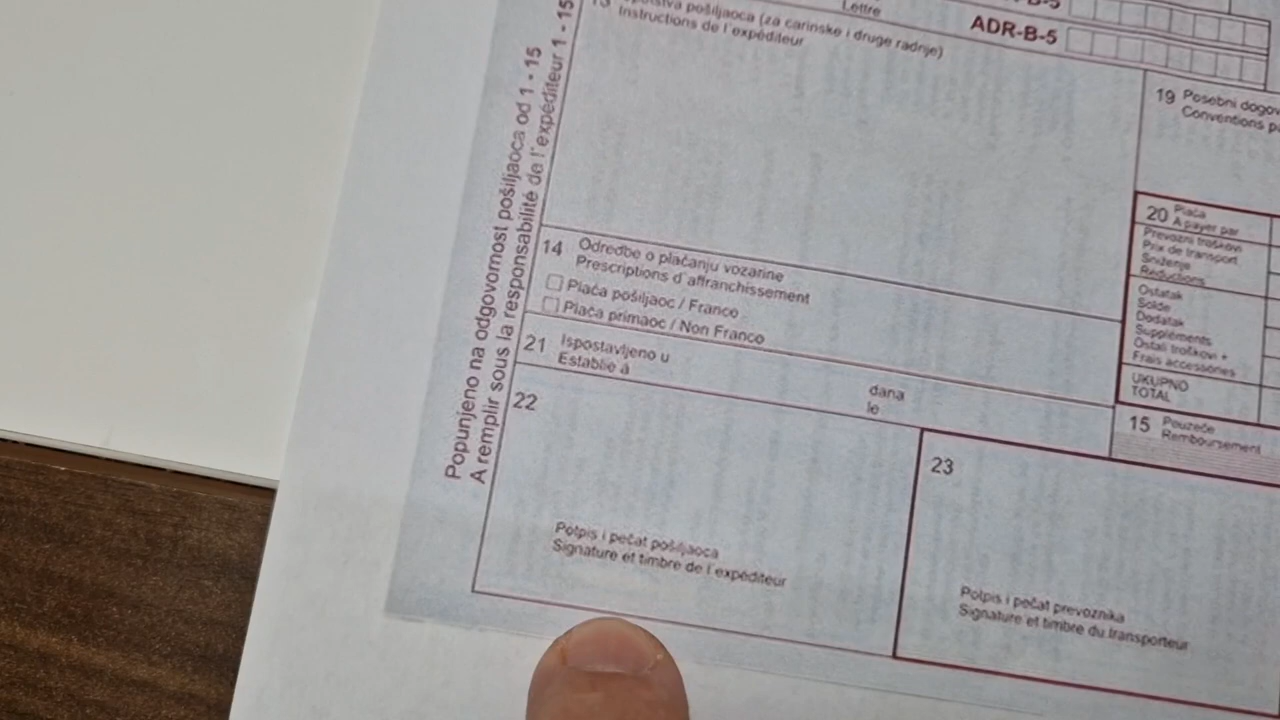 Lettre
ADR-B-5
pošiljaoca (za carinske i druge radnje)
Instructions de l'expéditeur
Popunjeno na odgovornost pošiljaoca od 1 - 15
A remplir sous la responsabilité de l'expéditeur 1 - 15
19 Posebni
Conventions
14 Odredbe o plaćanju vozarine
Prescriptions d'affranchissement
Plaća pošiljaoc / Franco
Plaća primaoc / Non Franco
20 Plaća
A payer par
Prevozni troškovi
Prix de transport
Sniženje
Réductions
Ostatak
Solde
Dodatak
Suppléments
Ostali troškovi +
Frais accessories
UKUPNO
TOTAL
21 Ispostavljeno u
Etablie à
dana
le
15 Pouzeće
Remboursement
22
Potpis i pečat pošiljaoca
Signature et timbre de l'expéditeur
23
Potpis i pečat prevoznika
Signature et timbre du transporteur